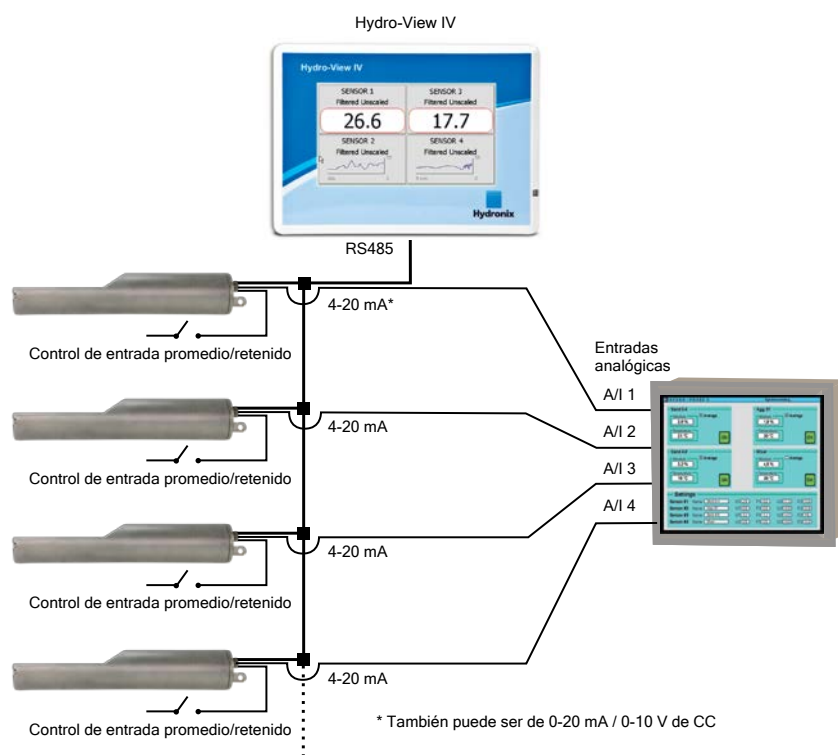 Hydro-View IV
Hydro-View IV
SENSOR 1
Filtered Unscaled
26.6
SENSOR 3
Filtered Unscaled
17.7
SENSOR 2
Filtered Unscaled
SENSOR 4
Filtered Unscaled
Hydronix
RS485
4-20 mA*
Control de entrada promedio/retenido
Entradas
analógicas
A/I 1
4-20 mA
A/I 2
Control de entrada promedio/retenido
A/I 3
A/I 4
4-20 mA
Control de entrada promedio/retenido
4-20 mA
Control de entrada promedio/retenido
* También puede ser de 0-20 mA / 0-10 V de CC
Settings